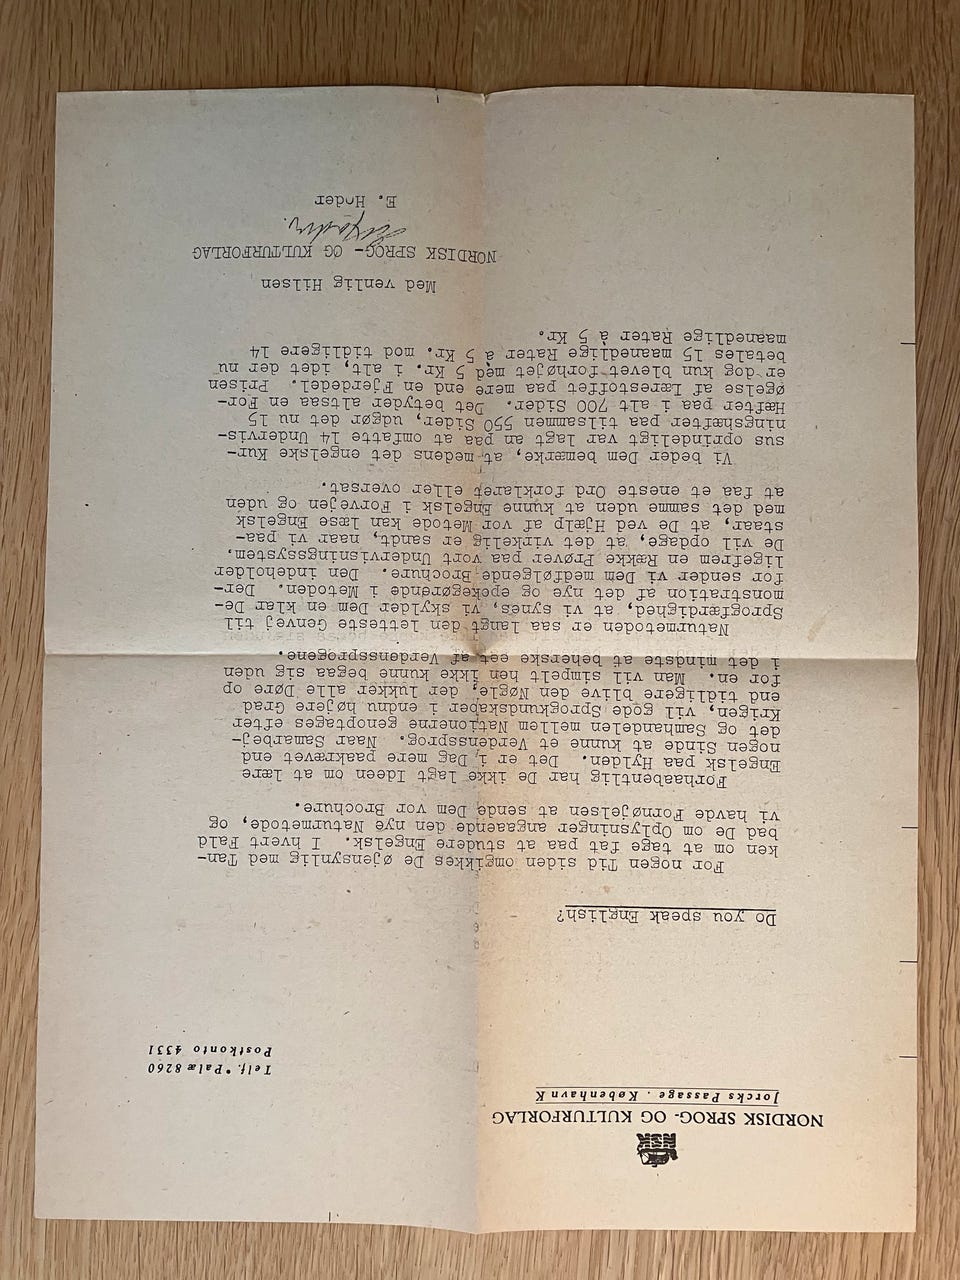 NSK
NORDISK SPROG- OG KULTURFORLAG
Jorcks Passage . København K
Telf. *Palæ 8260
Postkonto 4331
Do you speak English?
For nogen Tid siden omgikkes De øjensynlig med Tan-
ken om at tage fat paa at studere Engelsk. I hvert Fald
bad De om Oplysninger angaaende den nye Naturmetode, og
vi havde Fornøjelsen at sende Dem vor Brochure.
Forhaabentlig har De ikke lagt Ideen om at lære
Engelsk paa Hylden. Det er i Dag mere paakrævet end
nogen Sinde at kunne et Verdenssprog. Naar Samarbej-
det og Samhandelen mellem Nationerne genoptages efter
Krigen, vil gode Sprogkundskaber i endnu højere Grad
end tidligere blive den Nøgle, der lukker alle Døre op
for en. Man vil simpelt hen ikke kunne begaa sig uden
i det mindste at beherske eet af Verdenssprogene.
Naturmetoden er saa langt den letteste Genvej til
Sprogfærdighed, at vi synes, vi skylder Dem en klar De-
monstration af det nye og epokegørende i Metoden. Der-
for sender vi Dem medfølgende Brochure. Den indeholder
ligefrem en Række Prøver paa vort Undervisningssystem.
De vil opdage, at det virkelig er sandt, naar vi paa-
staar, at De ved Hjælp af vor Metode kan læse Engelsk
med det samme uden at kunne Engelsk i Forvejen og uden
at faa et eneste Ord forklaret eller oversat.
Vi beder Dem bemærke, at medens det engelske Kur-
sus oprindeligt var lagt an paa at omfatte 14 Undervis-
ningshæfter paa tilsammen 550 Sider, udgør det nu 15
Hæfter paa i alt 700 Sider. Det betyder altsaa en For-
øgelse af Lærestoffet paa mere end en Fjerdedel. Prisen
er dog kun blevet forhøjet med 5 Kr. i alt, idet der nu
betales 15 maanedlige Rater à 5 Kr. mod tidligere 14
maanedlige Rater à 5 Kr.
Med venlig Hilsen
NORDISK SPROG- OG KULTURFORLAG
E.